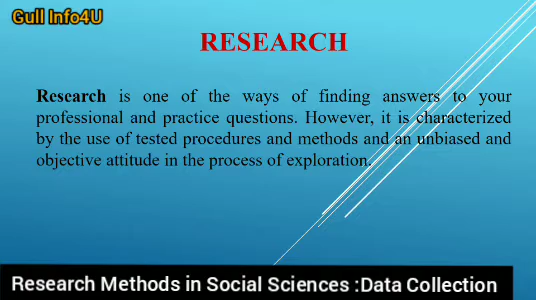 Gull Info4U
RESEARCH
Research is one of the ways of finding answers to your
professional and practice questions. However, it is characterized
by the use of tested procedures and methods and an unbiased and
objective attitude in the process of exploration.
Research Methods in Social Sciences :Data Collection